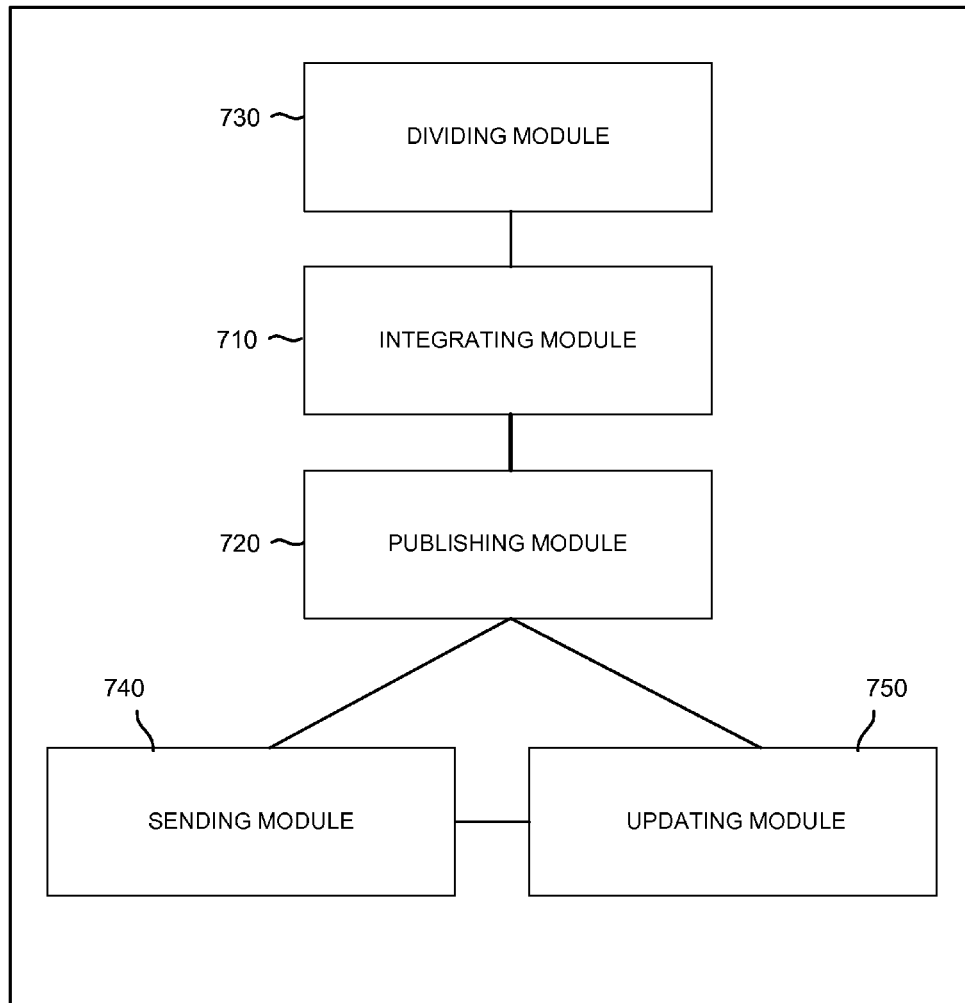 730
DIVIDING MODULE
710
INTEGRATING MODULE
720
PUBLISHING MODULE
740
750
SENDING MODULE
UPDATING MODULE